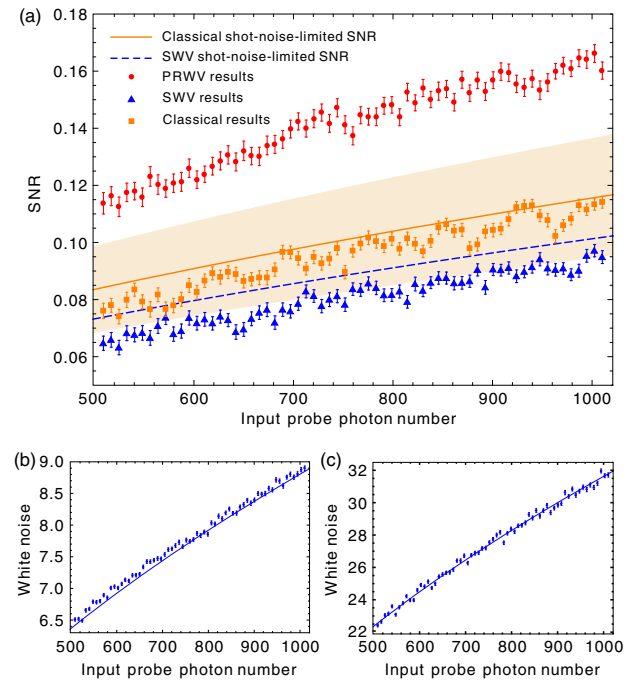 (a)
0.18
0.16
0.14
0.12
0.10
0.08
0.06
SNR
Classical shot-noise-limited SNR
SWV shot-noise-limited SNR
PRWV results
SWV results
Classical results
500 600 700 800 900 1000
Input probe photon number
(b)
9.0
8.5
8.0
7.5
7.0
6.5
White noise
500 600 700 800 900 1000
Input probe photon number
(c)
32
30
28
26
24
22
White noise
500 600 700 800 900 1000
Input probe photon number